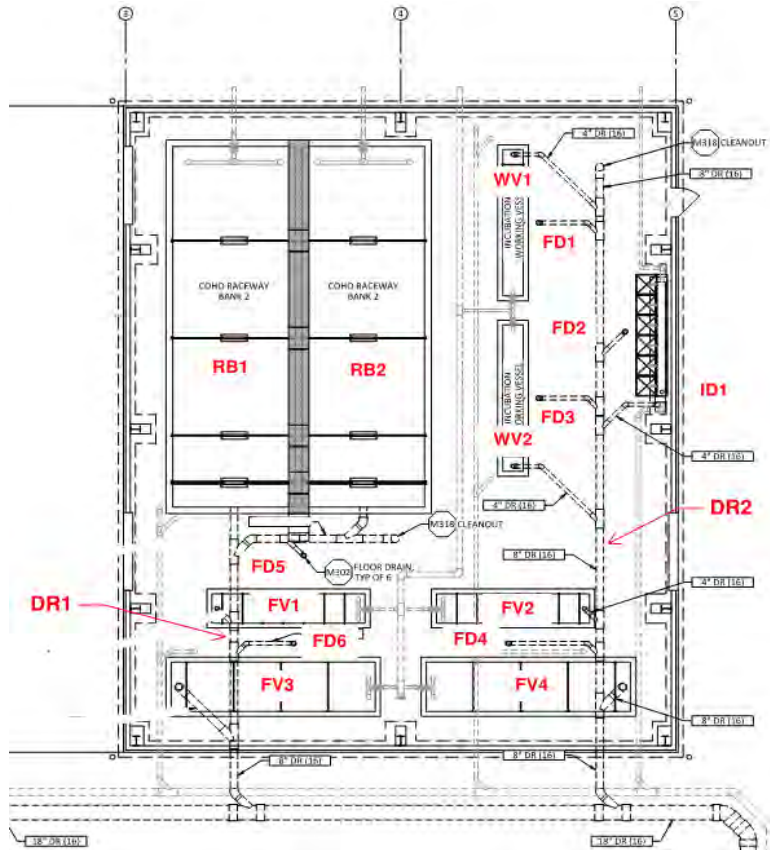 3
4
5
4" DR (16)
M318 CLEANOUT
8" DR (16)
WV1
INCUBATION
WORKING VESSEL
FD1
COHO RACEWAY
BANK 2
COHO RACEWAY
BANK 2
FD2
RB1
RB2
ID1
INCUBATION
WORKING VESSEL
FD3
WV2
4" DR (16)
4" DR (16)
DR2
M318 CLEANOUT
FD5
M302 FLOOR DRAIN,
TYP OF 6
8" DR (16)
4" DR (16)
DR1
FV1
FV2
FD6
FD4
FV3
FV4
8" DR (16)
8" DR (16)
8" DR (16)
18" DR (16)
18" DR (16)